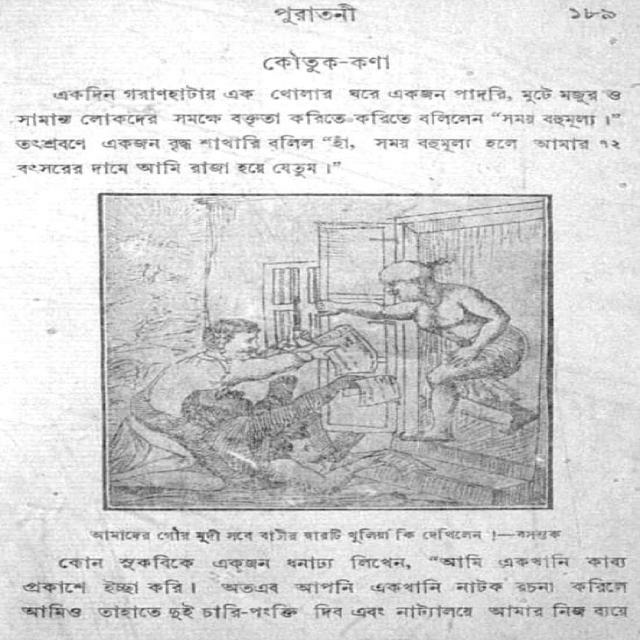 পুরাতনী ১৮৯
কৌতুক-কণা
একদিন গরাণহাটায় এক খোলার ঘরে একজন পাদরি, মুটে মজুর ও
সামান্য লোকদের সমক্ষে বক্তৃতা করিতে করিতে বলিলেন “সময় বহুমূল্য।”
তৎশ্রবণে একজন বৃদ্ধ শাখারি বলিল “হাঁ, সময় বহুমূল্য হলে আমার ৭২
বৎসরের দামে আমি রাজা হয়ে যেতুম।”
আমাদের গৌর মুদী সবে বাটীর দ্বারটি খুলিয়া কি দেখিলেন !—বসন্তক
কোন সুকবিকে একজন ধনাঢ্য লিখেন, “আমি একখানি কাব্য
প্রকাশে ইচ্ছা করি। অতএব আপনি একখানি নাটক রচনা করিলে
আমিও তাহাতে দুই চারি-পংক্তি দিব এবং নাট্যালয়ে আমার নিজ ব্যয়ে